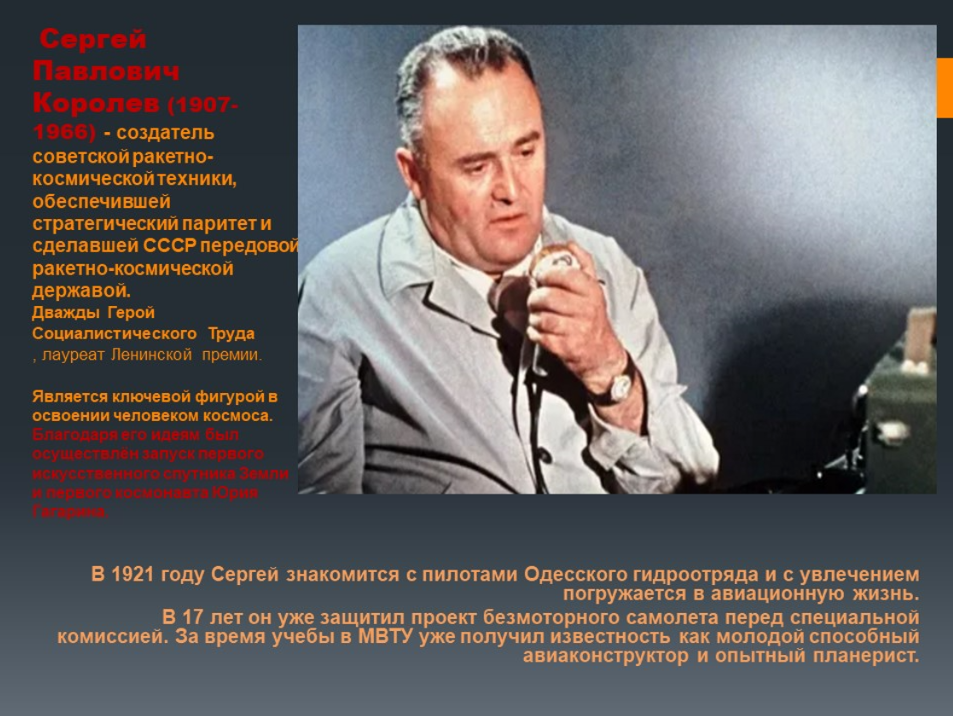 Сергей
Павлович
Королев (1907-
1966) - создатель
советской ракетно-
космической техники,
обеспечившей
стратегический паритет и
сделавшей СССР передовой
ракетно-космической
державой.
Дважды Герой
Социалистического Труда
, лауреат Ленинской премии.
Является ключевой фигурой в
освоении человеком космоса.
Благодаря его идеям был
осуществлен запуск первого
искусственного спутника Земли
и первого космонавта Юрия
Гагарина.
В 1921 году Сергей знакомится с пилотами Одесского гидроотряда и с увлечением
погружается в авиационную жизнь.
В 17 лет он уже защитил проект безмоторного самолета перед специальной
комиссией. За время учебы в МВТУ уже получил известность как молодой способный
авиаконструктор и опытный планерист.